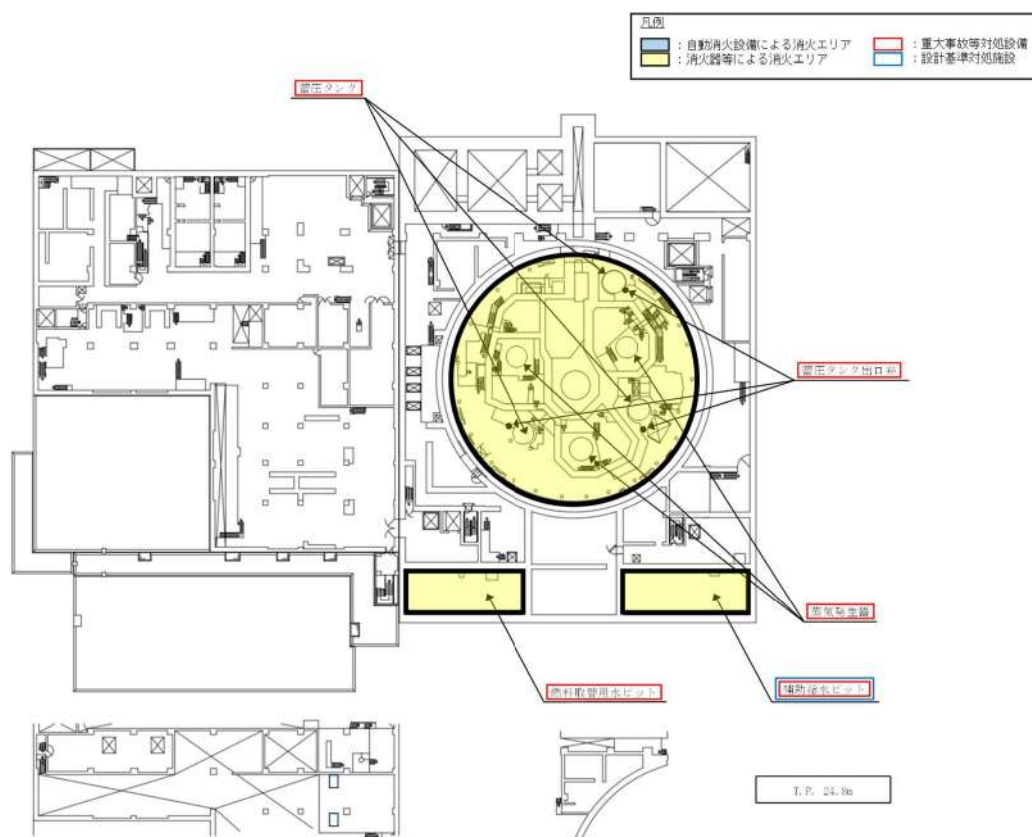 凡例
：自動消火設備による消火エリア
：重大事故等対処設備
：消火器等による消火エリア
：設計基準対処施設
蓄圧タンク
蓄圧タンク出口弁
蒸気発生器
燃料取替用水ピット
補助給水ピット
T.P. 24.8m